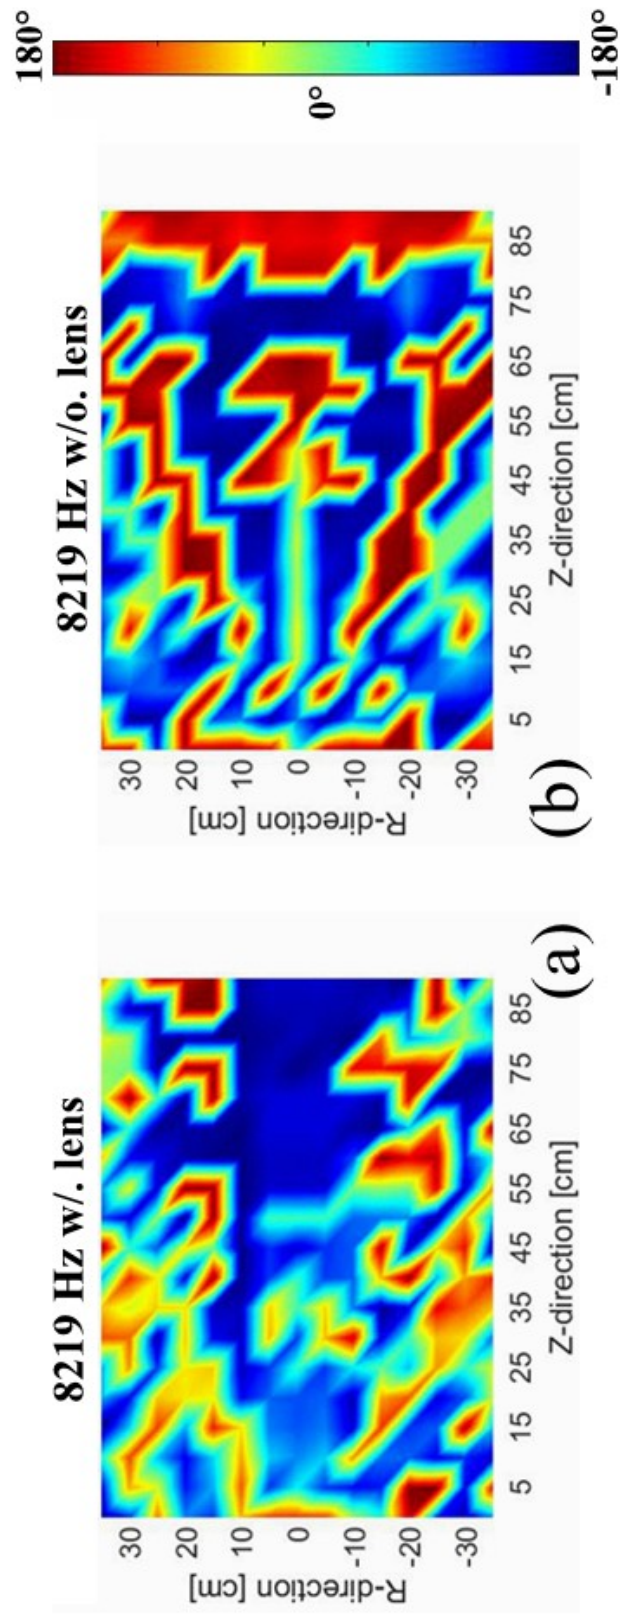 8219 Hz w/. lens
R-direction [cm]
30
20
10
0
-10
-20
-30
5 15 25 35 45 55 65 75 85
Z-direction [cm]
(a)
8219 Hz w/o. lens
R-direction [cm]
30
20
10
0
-10
-20
-30
5 15 25 35 45 55 65 75 85
Z-direction [cm]
(b)
180°
0°
-180°